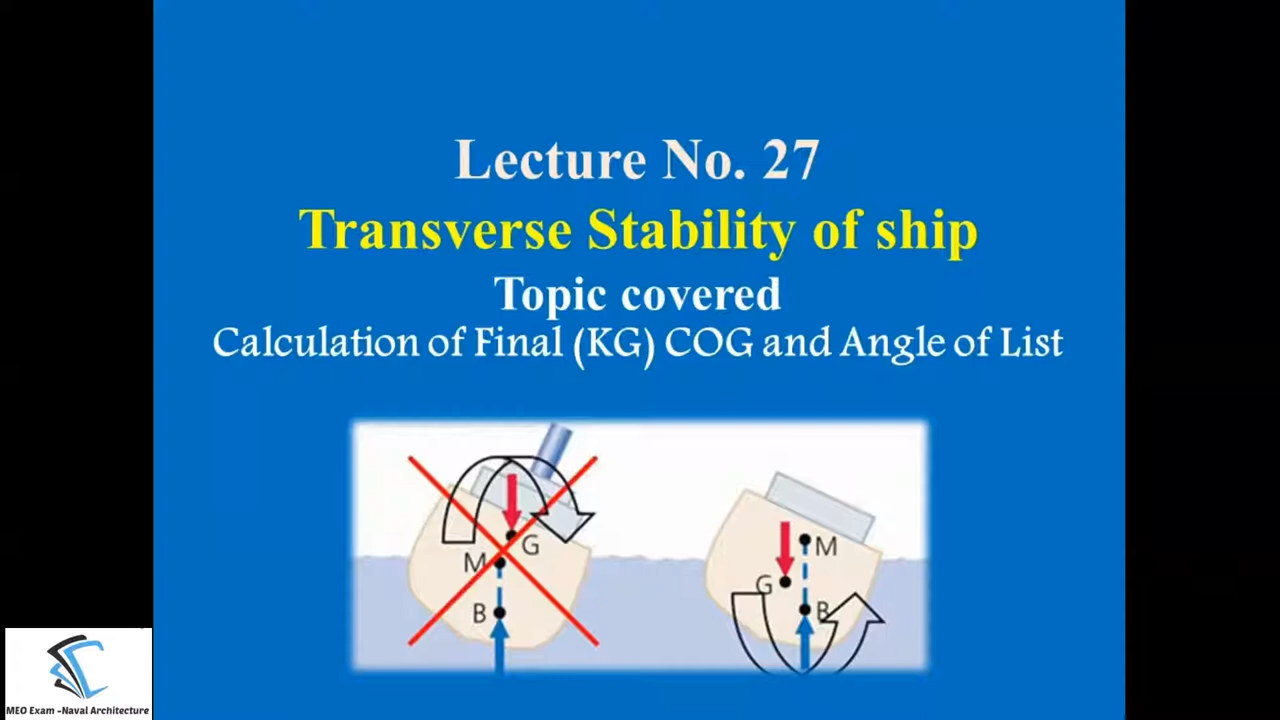 Lecture No. 27
Transverse Stability of ship
Topic covered
Calculation of Final (KG) COG and Angle of List
G
M
B
M
G
B
MEO Exam -Naval Architecture